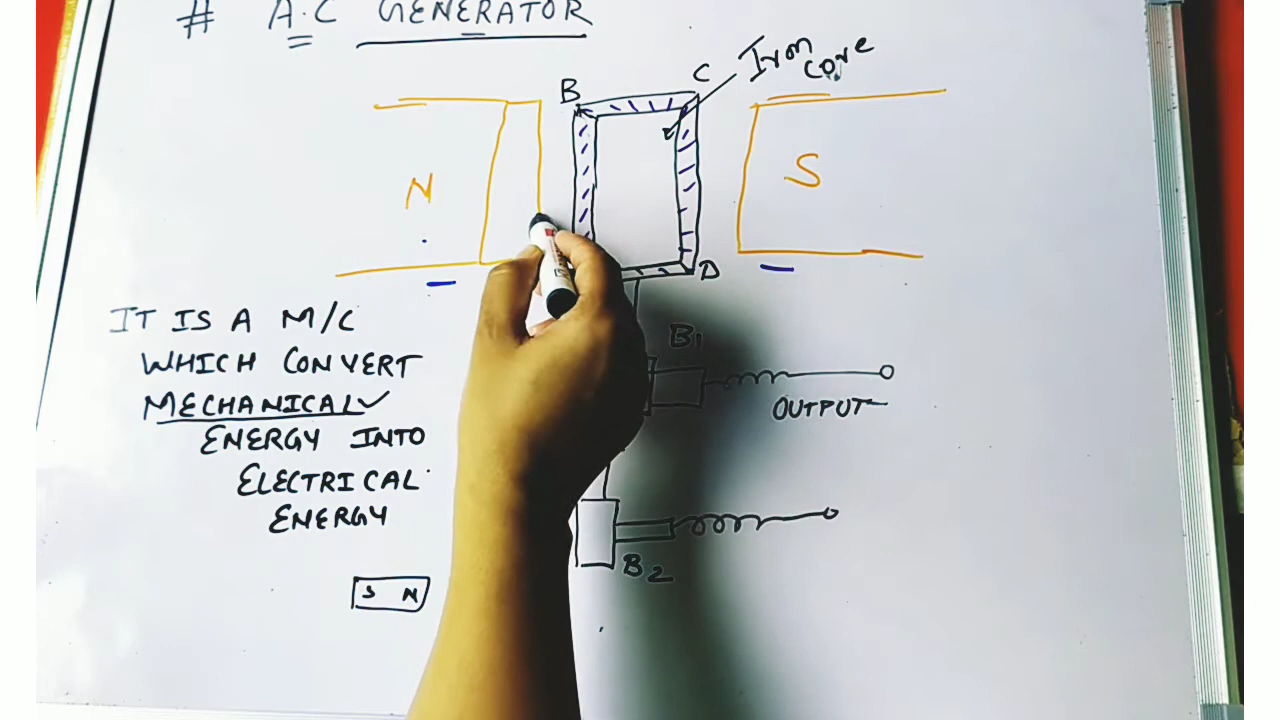 # A.C GENERATOR
Iron
core
B
C
N
S
D
IT IS A M/C
WHICH CONVERT
MECHANICAL
ENERGY INTO
ELECTRICAL
ENERGY
B1
OUTPUT
B2
S N